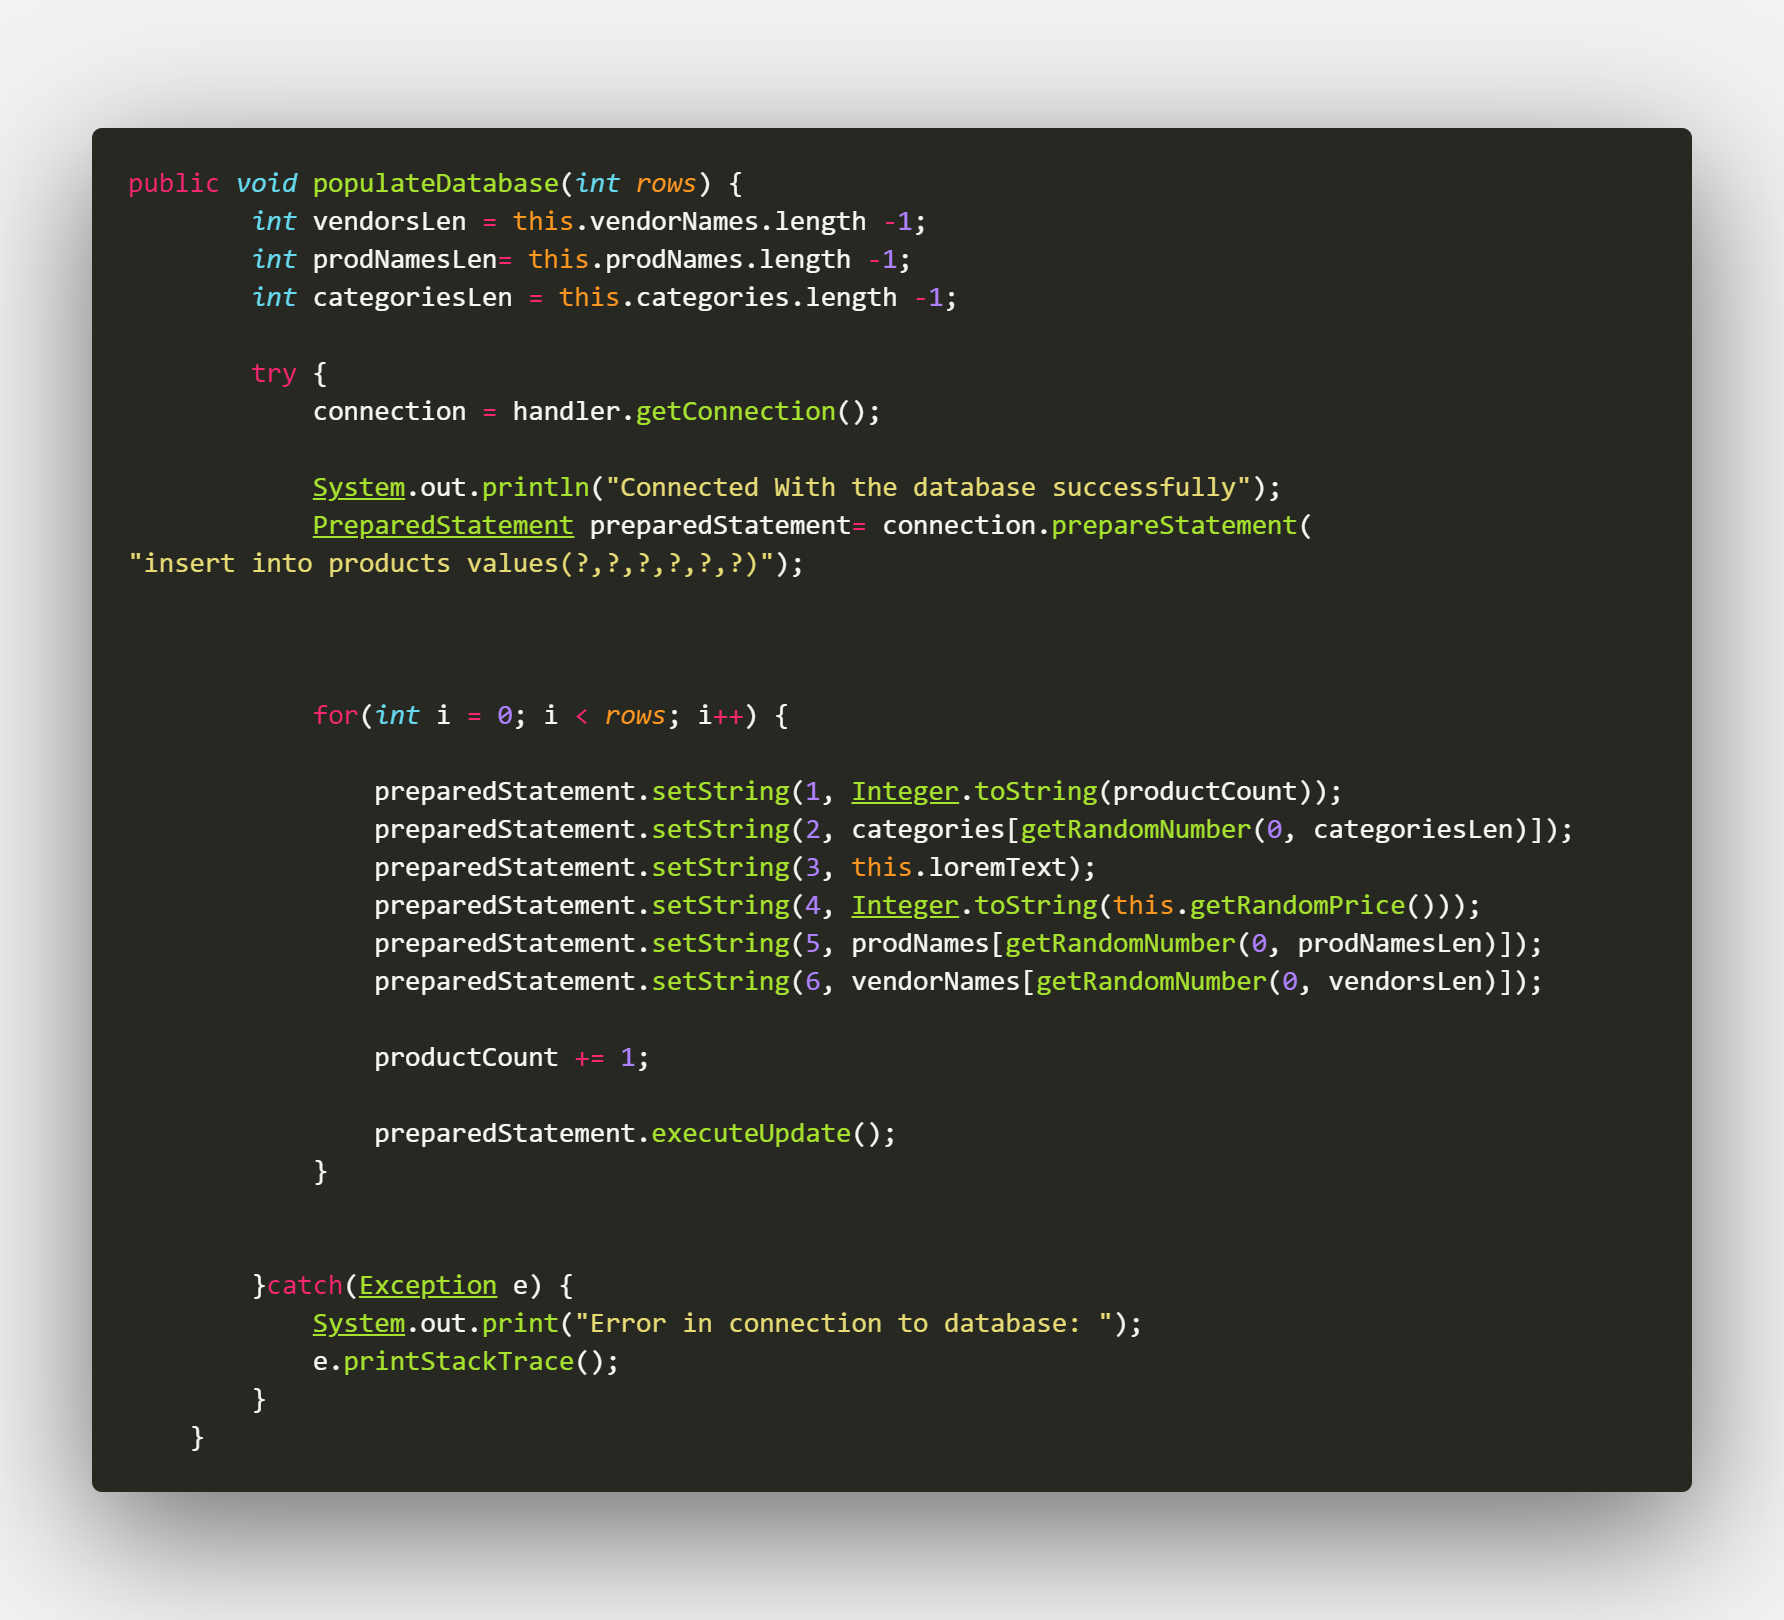 public void populateDatabase(int rows) {
        int vendorsLen = this.vendorNames.length -1;
        int prodNamesLen= this.prodNames.length -1;
        int categoriesLen = this.categories.length -1;

        try {
            connection = handler.getConnection();

            System.out.println("Connected With the database successfully");
            PreparedStatement preparedStatement= connection.prepareStatement(
"insert into products values(?,?,?,?,?,?)");

            for(int i = 0; i < rows; i++) {

                preparedStatement.setString(1, Integer.toString(productCount));
                preparedStatement.setString(2, categories[getRandomNumber(0, categoriesLen)]);
                preparedStatement.setString(3, this.loremText);
                preparedStatement.setString(4, Integer.toString(this.getRandomPrice()));
                preparedStatement.setString(5, prodNames[getRandomNumber(0, prodNamesLen)]);
                preparedStatement.setString(6, vendorNames[getRandomNumber(0, vendorsLen)]);

                productCount += 1;

                preparedStatement.executeUpdate();
            }

        }catch(Exception e) {
            System.out.print("Error in connection to database: ");
            e.printStackTrace();
        }
    }